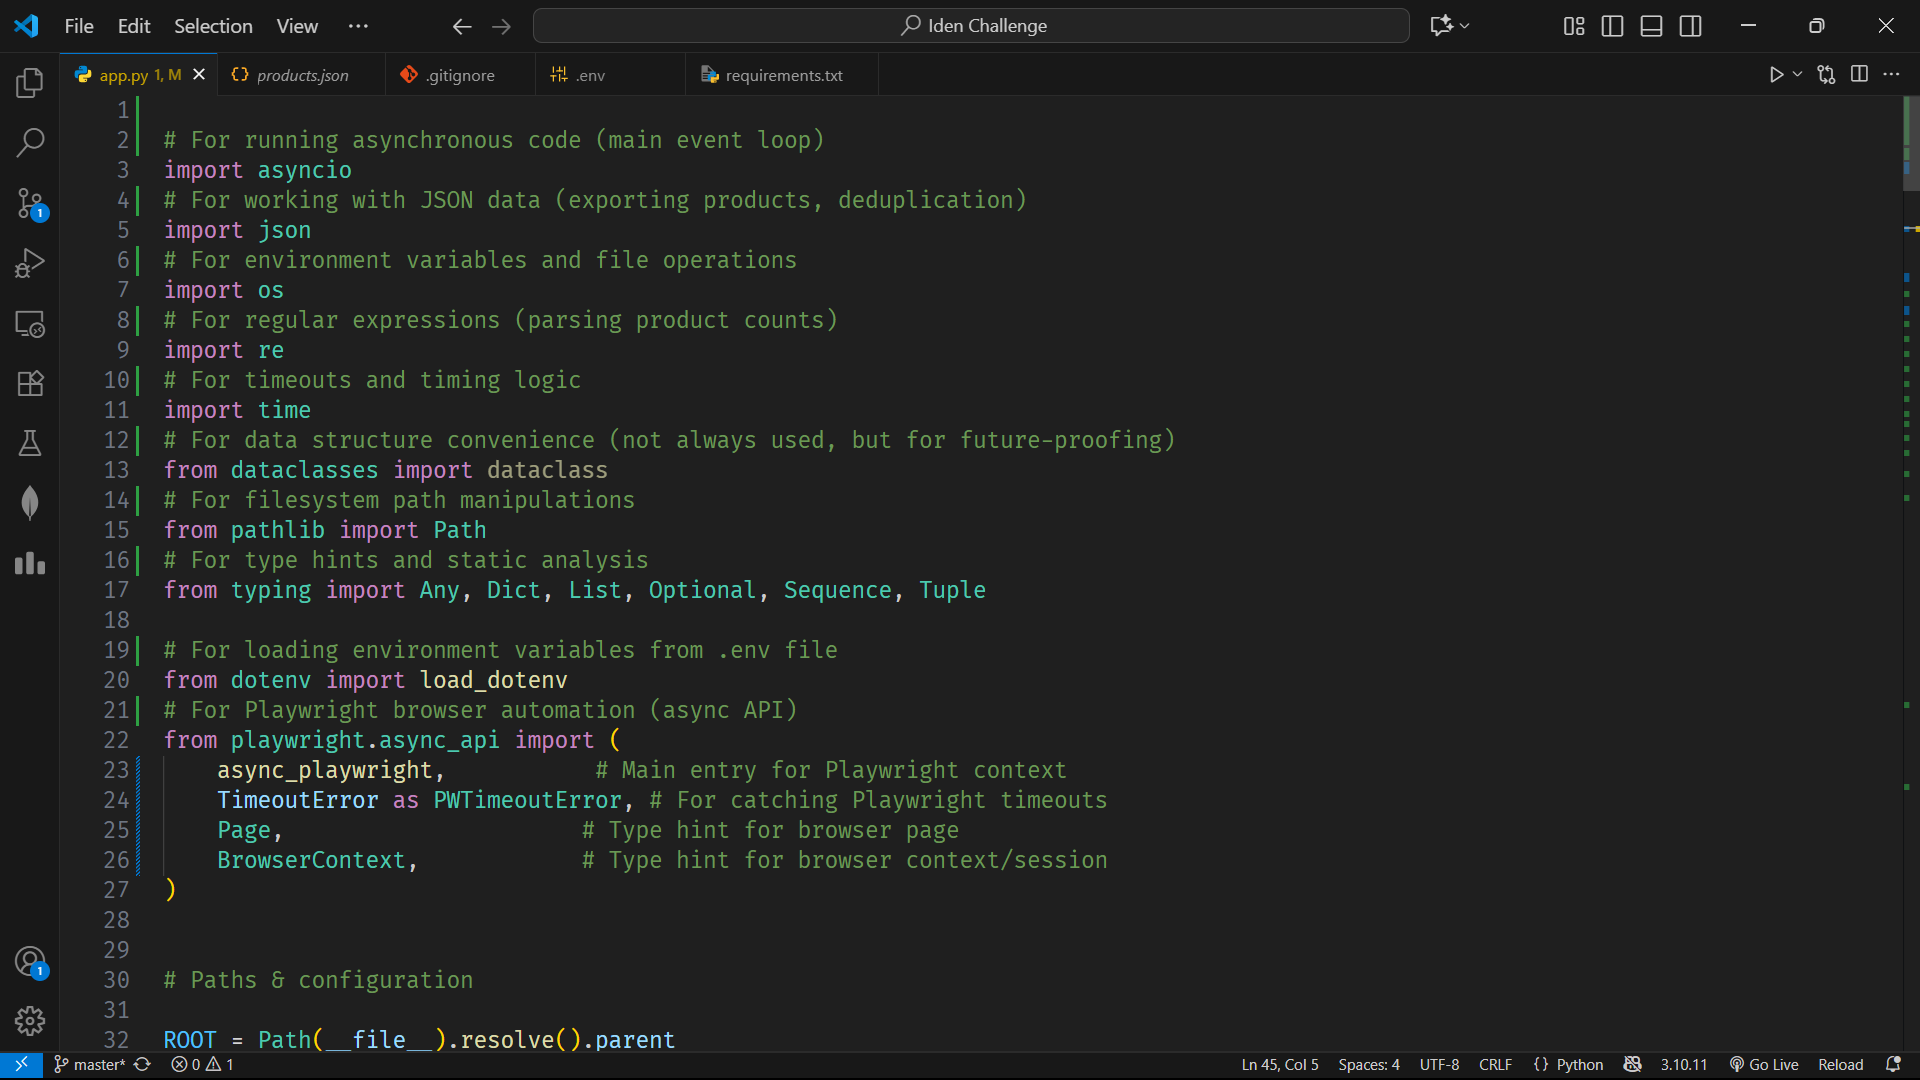 File Edit Selection View ··· Iden Challenge
app.py 1, M products.json .gitignore .env requirements.txt
1
2 # For running asynchronous code (main event loop)
3 import asyncio
4 # For working with JSON data (exporting products, deduplication)
5 import json
6 # For environment variables and file operations
7 import os
8 # For regular expressions (parsing product counts)
9 import re
10 # For timeouts and timing logic
11 import time
12 # For data structure convenience (not always used, but for future-proofing)
13 from dataclasses import dataclass
14 # For filesystem path manipulations
15 from pathlib import Path
16 # For type hints and static analysis
17 from typing import Any, Dict, List, Optional, Sequence, Tuple
18
19 # For loading environment variables from .env file
20 from dotenv import load_dotenv
21 # For Playwright browser automation (async API)
22 from playwright.async_api import (
23     async_playwright,           # Main entry for Playwright context
24     TimeoutError as PWTimeoutError, # For catching Playwright timeouts
25     Page,                      # Type hint for browser page
26     BrowserContext,            # Type hint for browser context/session
27 )
28
29
30 # Paths & configuration
31
32 ROOT = Path(__file__).resolve().parent
1
1
master* 0 1 Ln 45, Col 5 Spaces: 4 UTF-8 CRLF {} Python 3.10.11 Go Live Reload